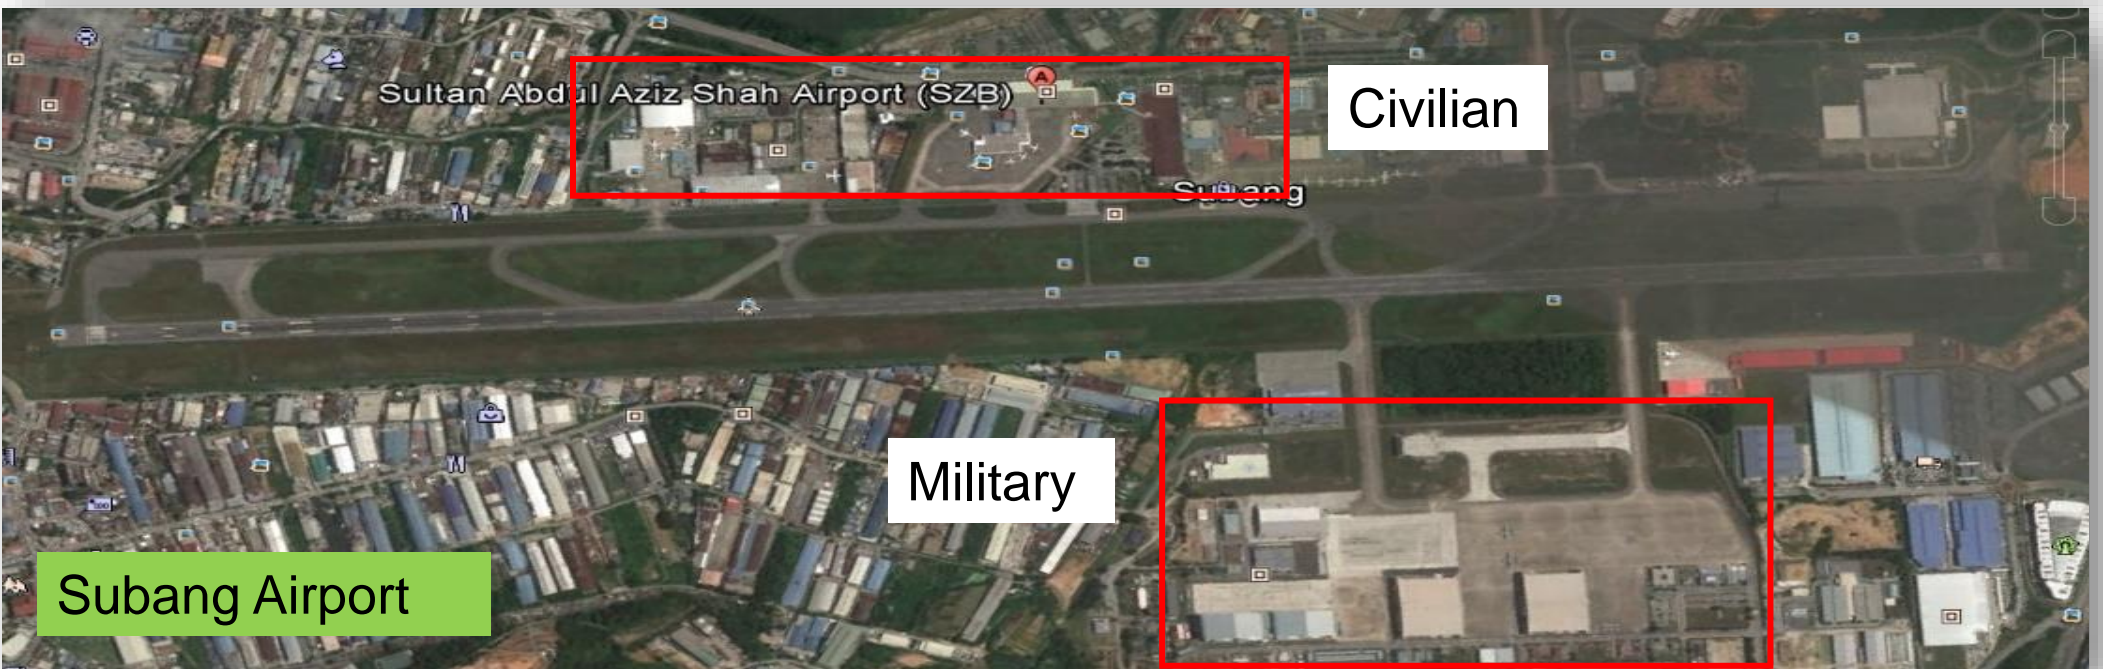 Sultan Abdul Aziz Shah Airport (SZB)
A
Civilian
Subang
Military
Subang Airport